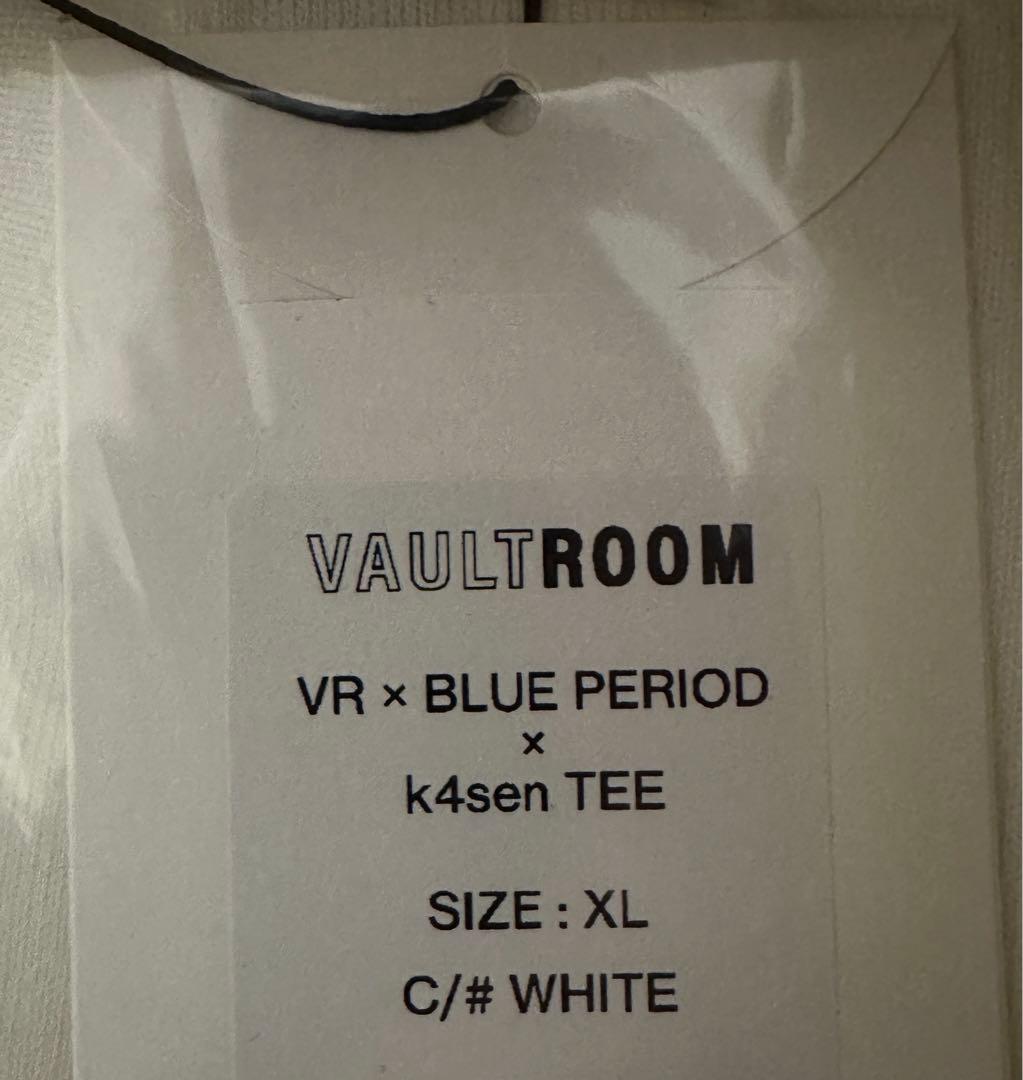 VAULTROOM
VR × BLUE PERIOD
×
k4sen TEE
SIZE : XL
C/# WHITE